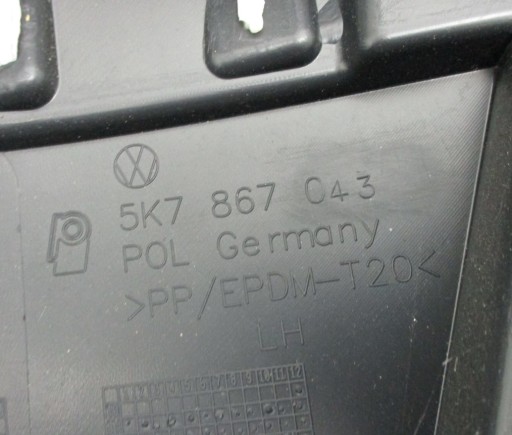 5K7 867 043
POL Germany
>PP/EPDM-T20<
LH